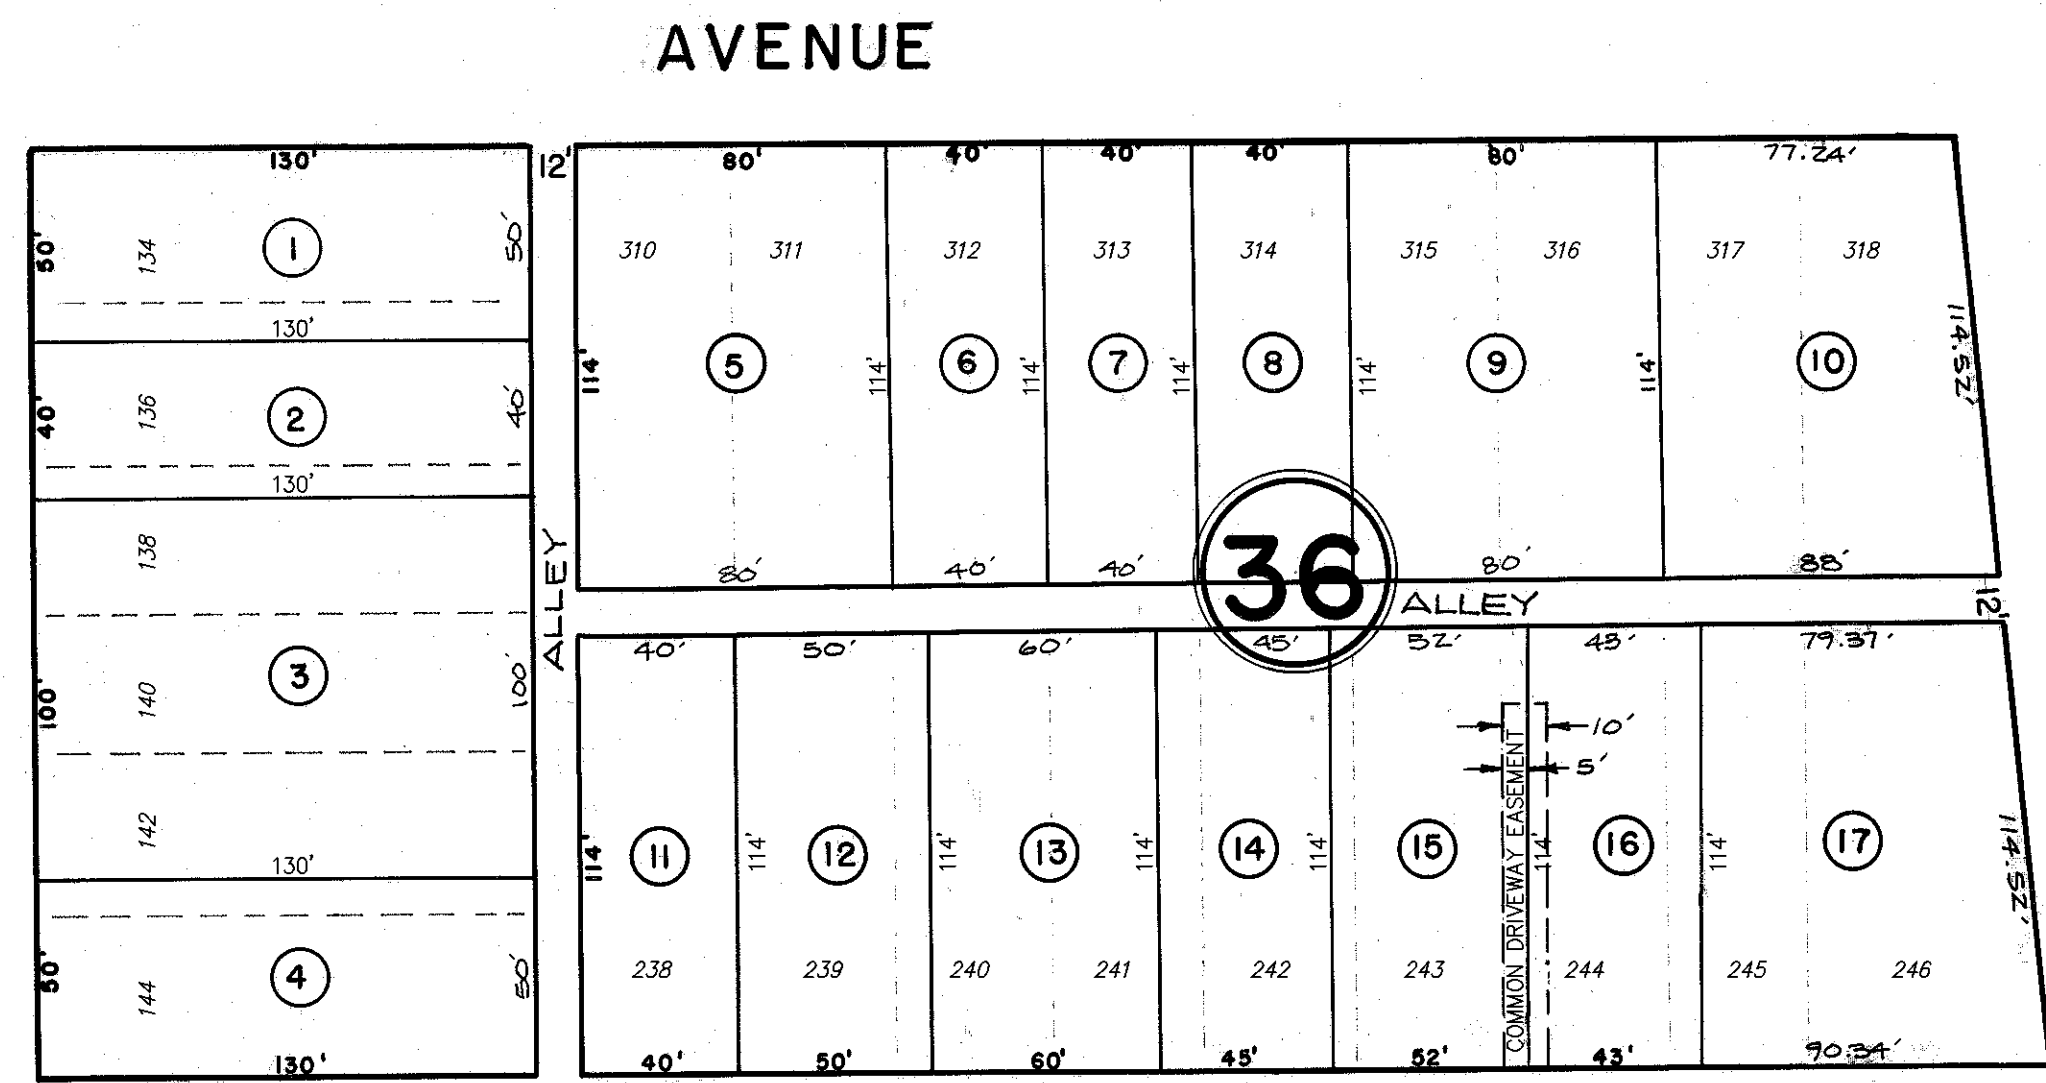 AVENUE
130' 12' 80' 40' 40' 40' 80' 77.24'
50' 134 1 50' 310 311 312 313 314 315 316 317 318
130'
114' 5 114' 6 114' 7 114' 8 114' 9 114' 10 114.52'
40' 136 2 40'
130'
138
80' 40' 40' 36 80' 88'
ALLEY ALLEY 12'
40' 50' 60' 45' 52' 43' 79.37'
100' 140 3 100'
10'
5'
142
130'
114' 11 114' 12 114' 13 114' 14 114' 15 COMMON DRIVEWAY EASEMENT 114' 16 114' 17 114.52'
50' 144 4 50' 238 239 240 241 242 243 244 245 246
130' 40' 50' 60' 45' 52' 43' 90.34'